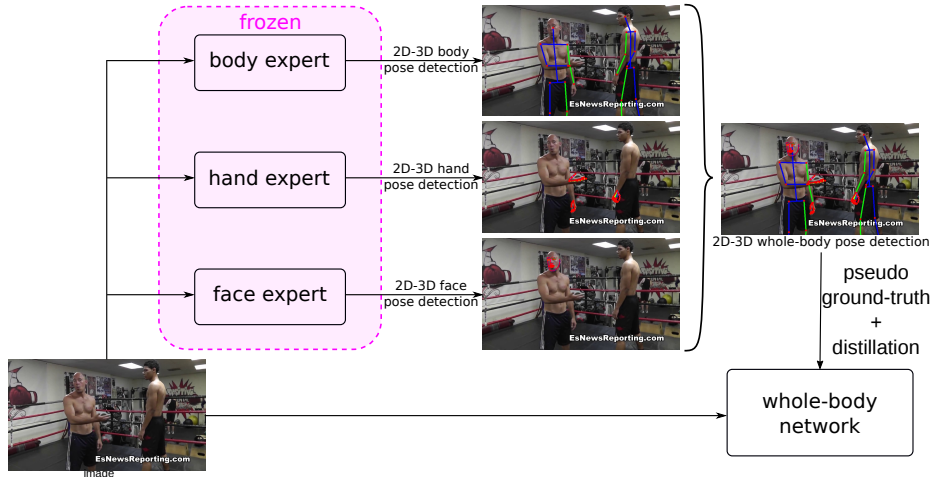 frozen
body expert
2D-3D body
pose detection
EsNewsReporting.com
hand expert
2D-3D hand
pose detection
EsNewsReporting.com
EsNewsReporting.com
2D-3D whole-body pose detection
face expert
2D-3D face
pose detection
EsNewsReporting.com
pseudo
ground-truth
+
distillation
EsNewsReporting.com
image
whole-body
network